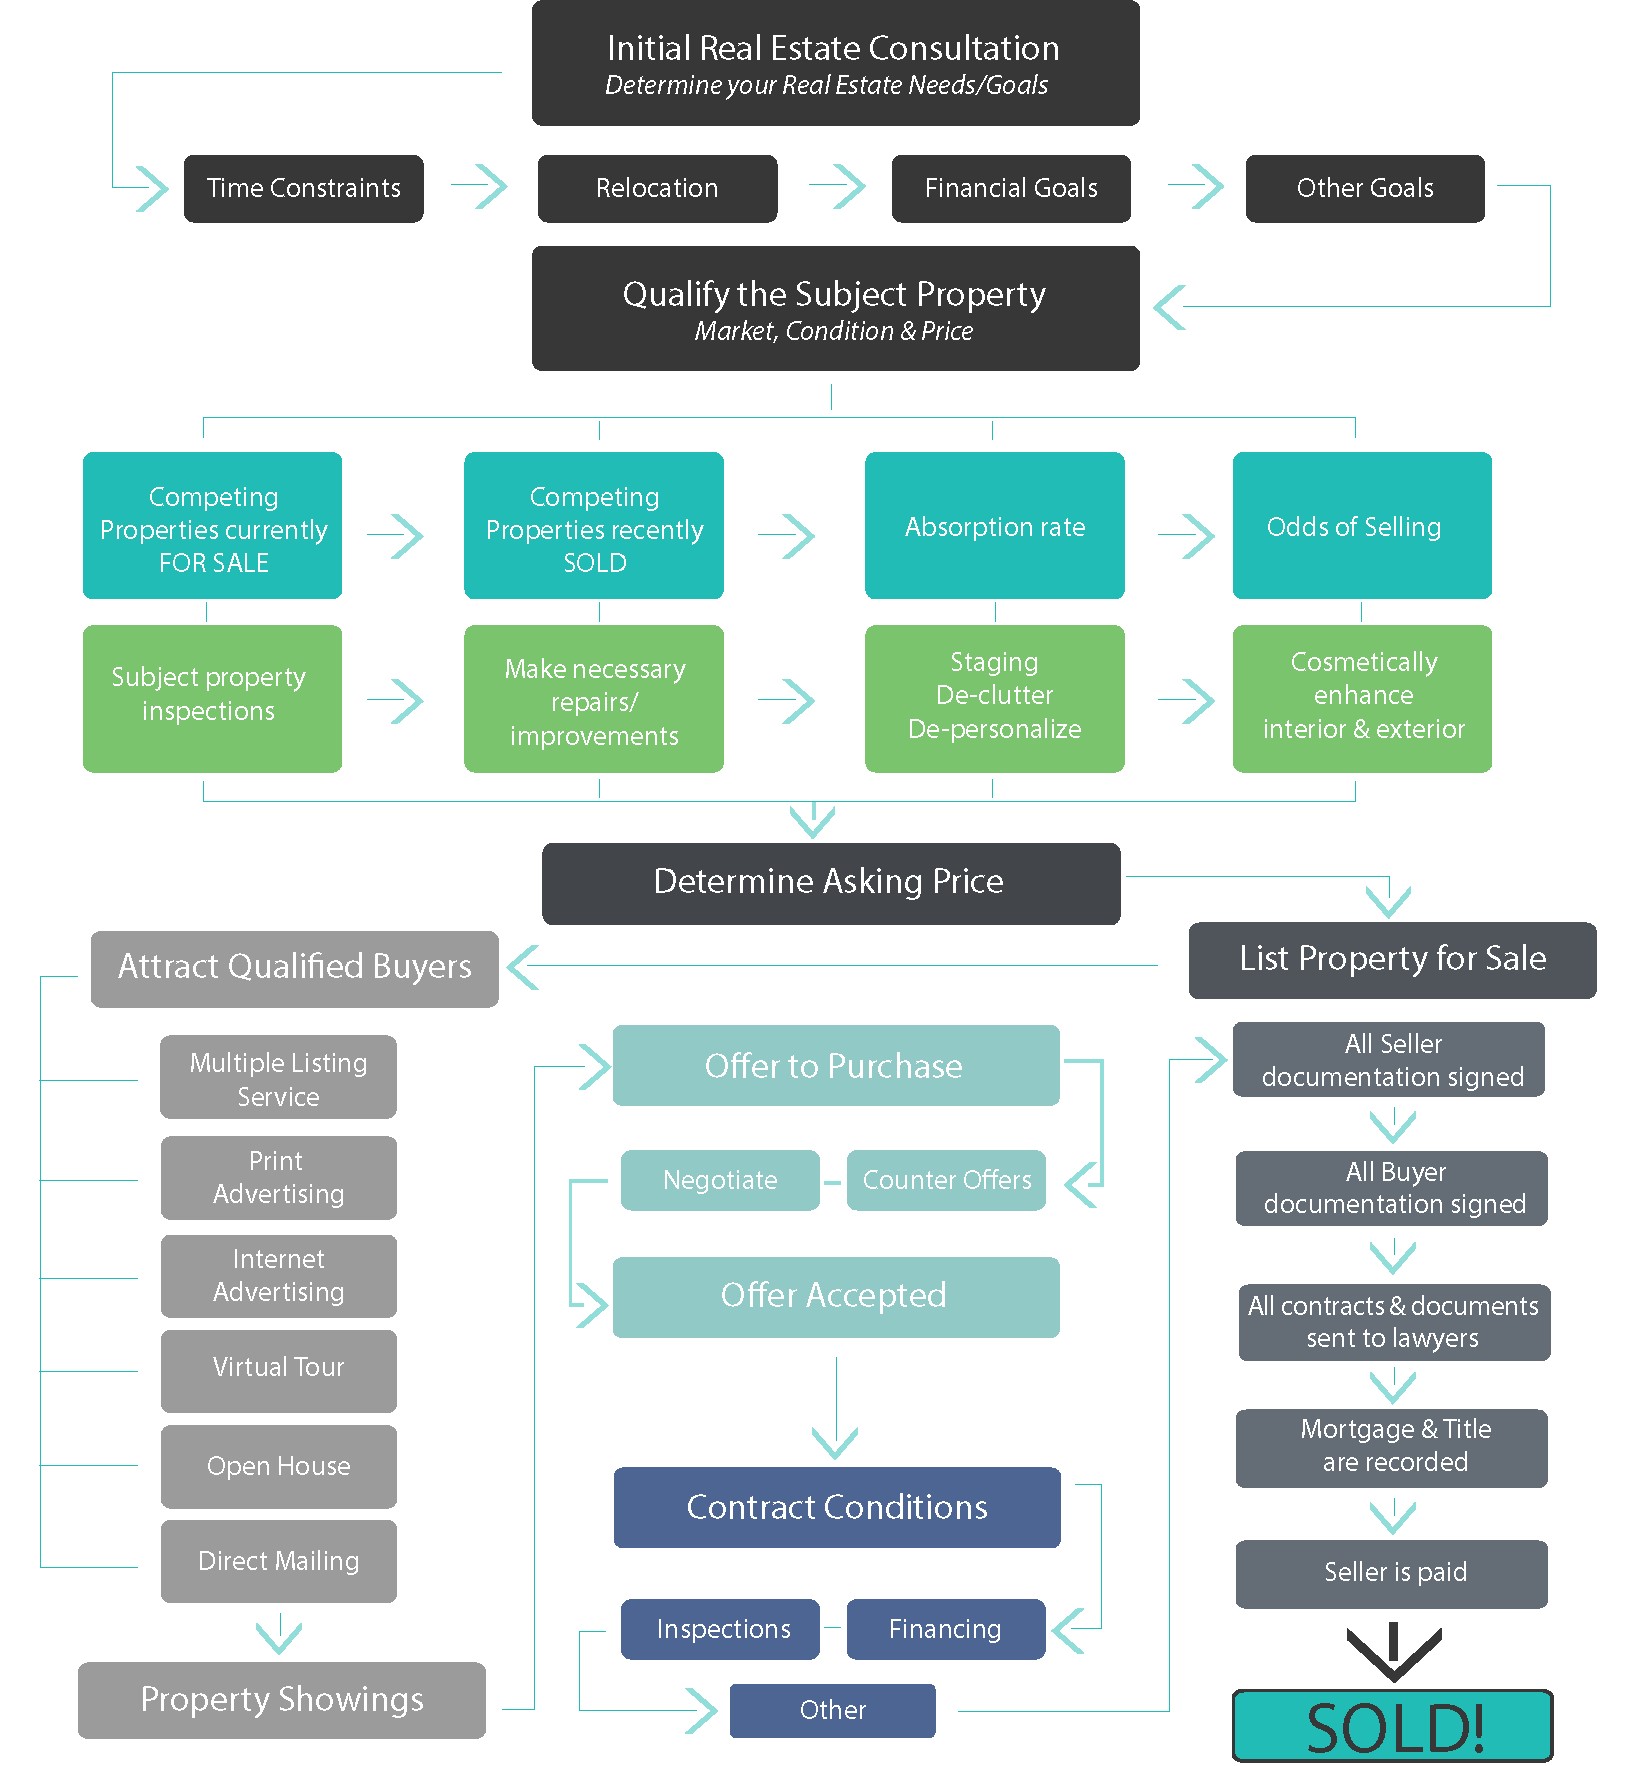 Initial Real Estate Consultation
Determine your Real Estate Needs/Goals
Time Constraints
Relocation
Financial Goals
Other Goals
Qualify the Subject Property
Market, Condition & Price
Competing
Properties currently
FOR SALE
Competing
Properties recently
SOLD
Absorption rate
Odds of Selling
Subject property
inspections
Make necessary
repairs/
improvements
Staging
De-clutter
De-personalize
Cosmetically
enhance
interior & exterior
Determine Asking Price
List Property for Sale
Attract Qualified Buyers
Multiple Listing
Service
Print
Advertising
Internet
Advertising
Virtual Tour
Open House
Direct Mailing
Property Showings
Offer to Purchase
Negotiate
Counter Offers
Offer Accepted
Contract Conditions
Inspections
Financing
Other
All Seller
documentation signed
All Buyer
documentation signed
All contracts & documents
sent to lawyers
Mortgage & Title
are recorded
Seller is paid
SOLD!